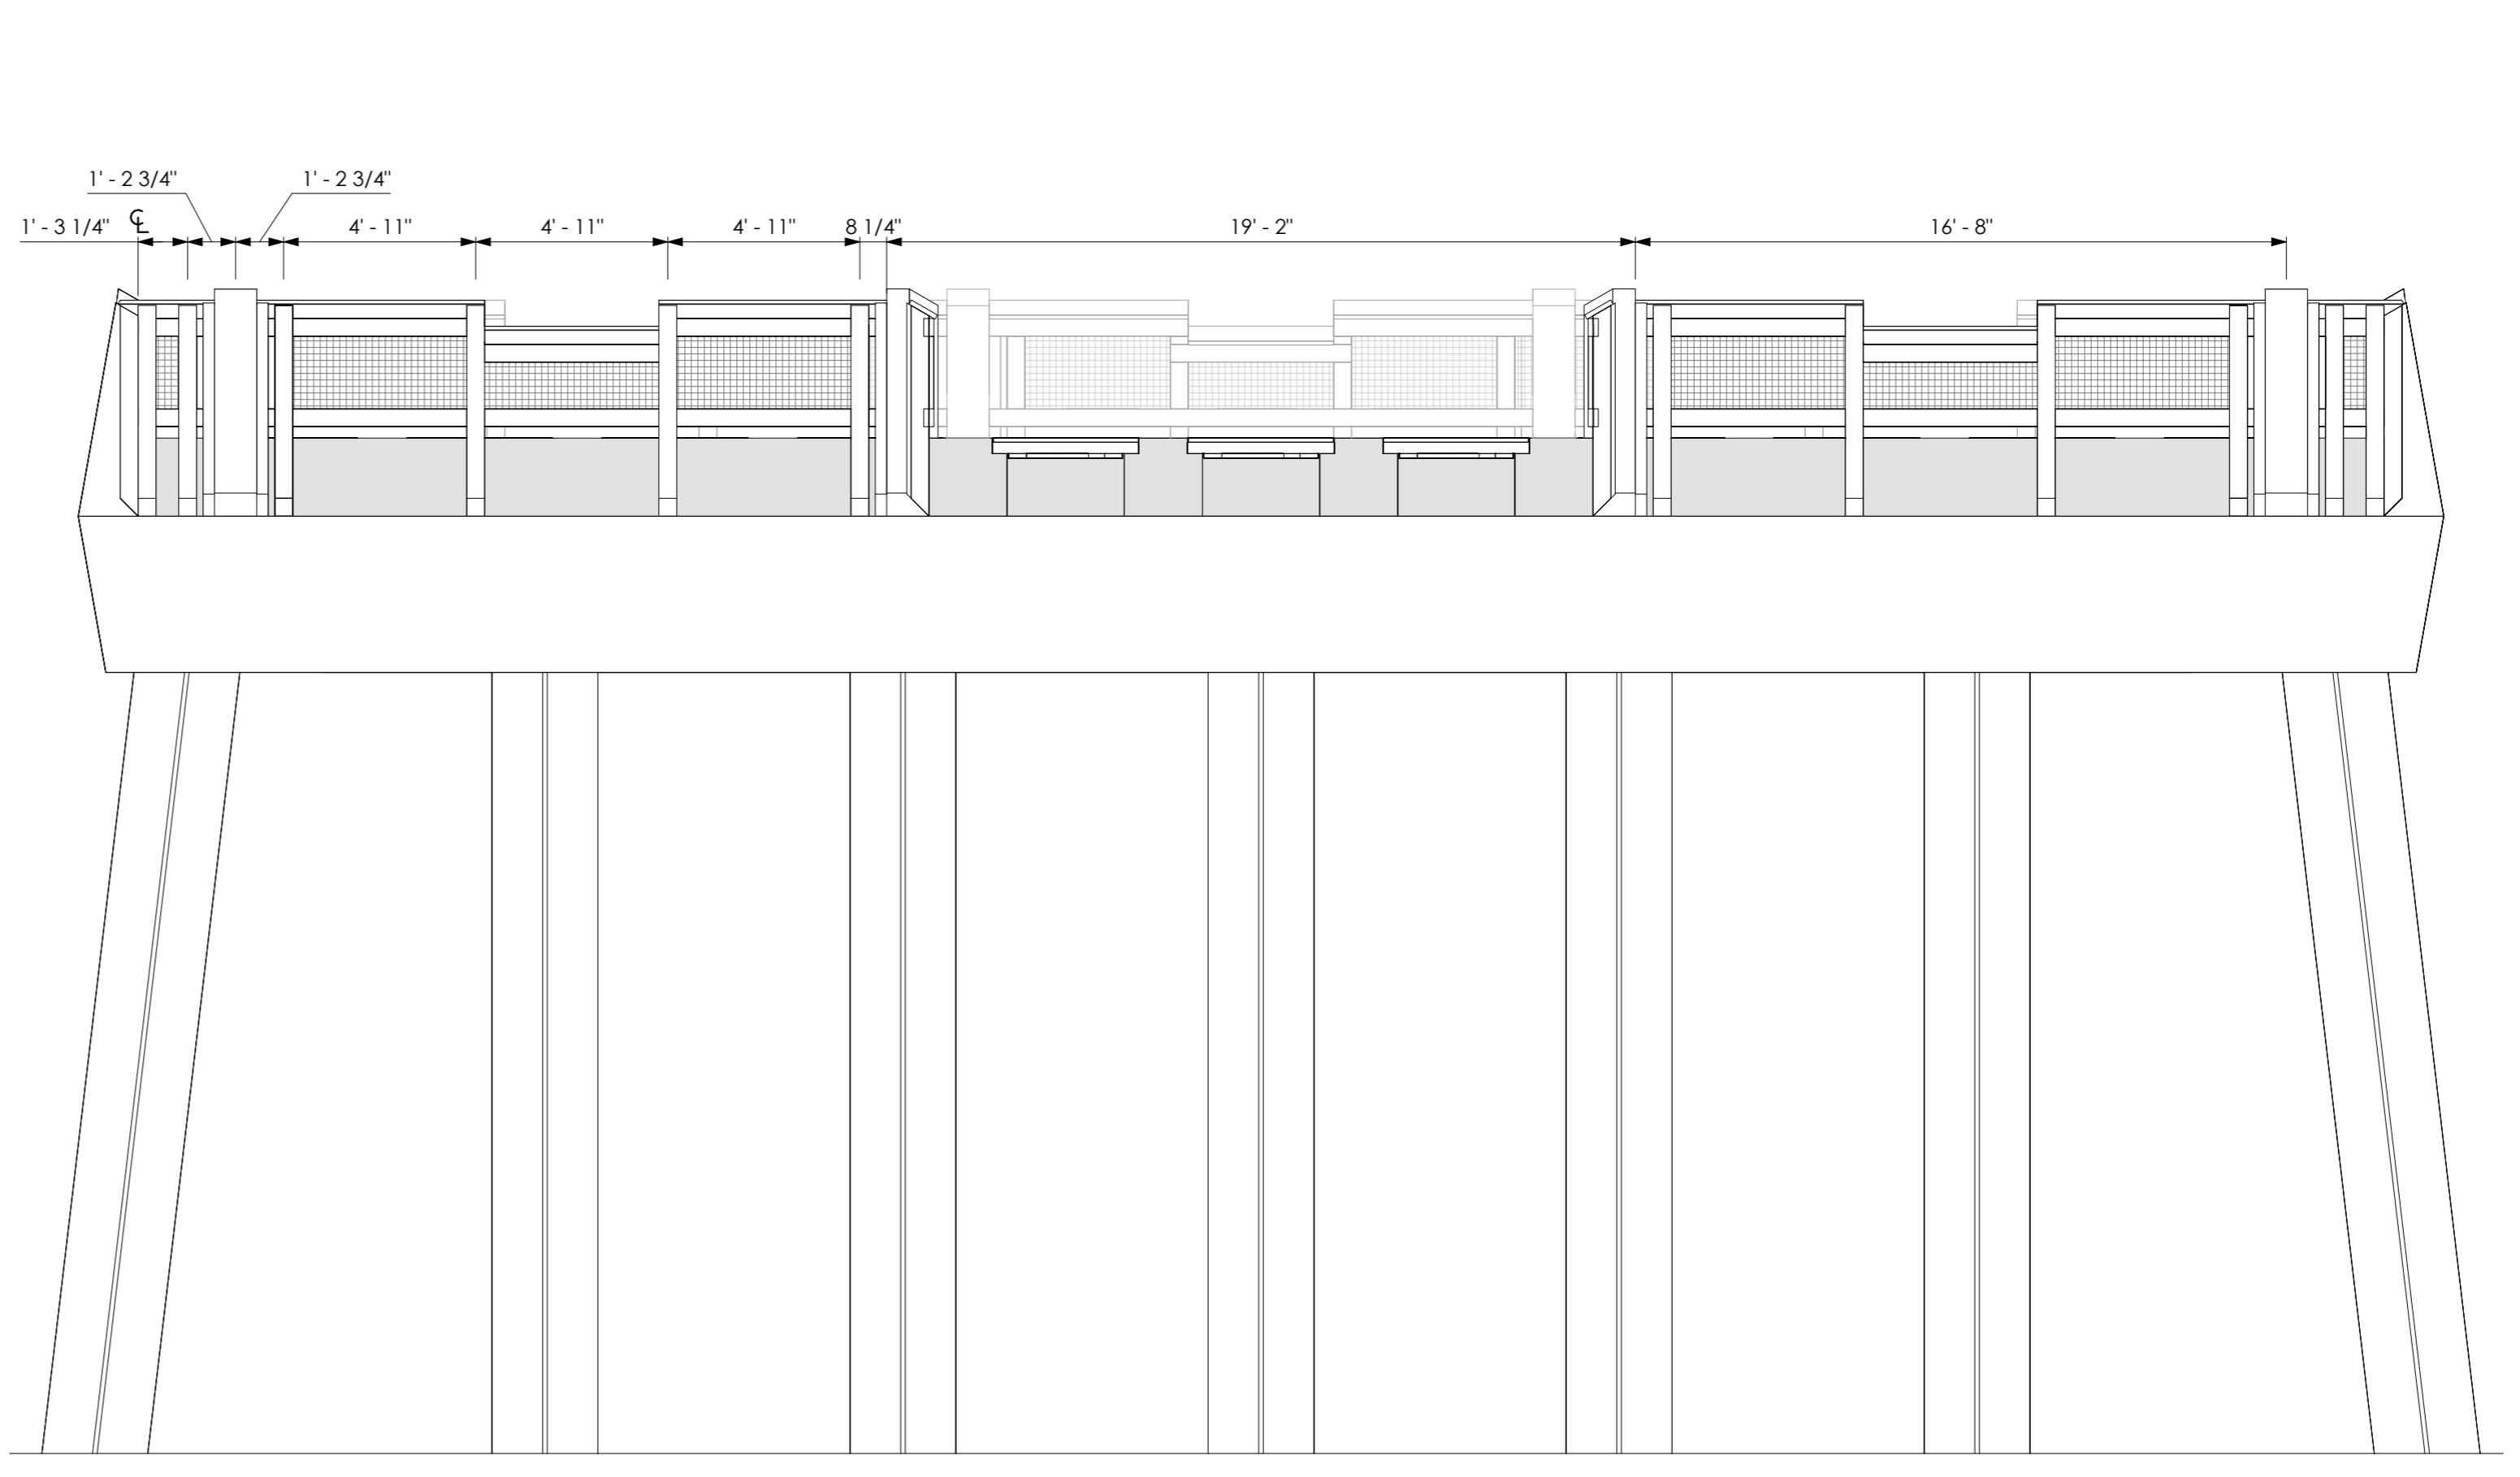 1' - 2 3/4" 1' - 2 3/4"
1' - 3 1/4" ℄ 4' - 11" 4' - 11" 4' - 11" 8 1/4" 19' - 2" 16' - 8"